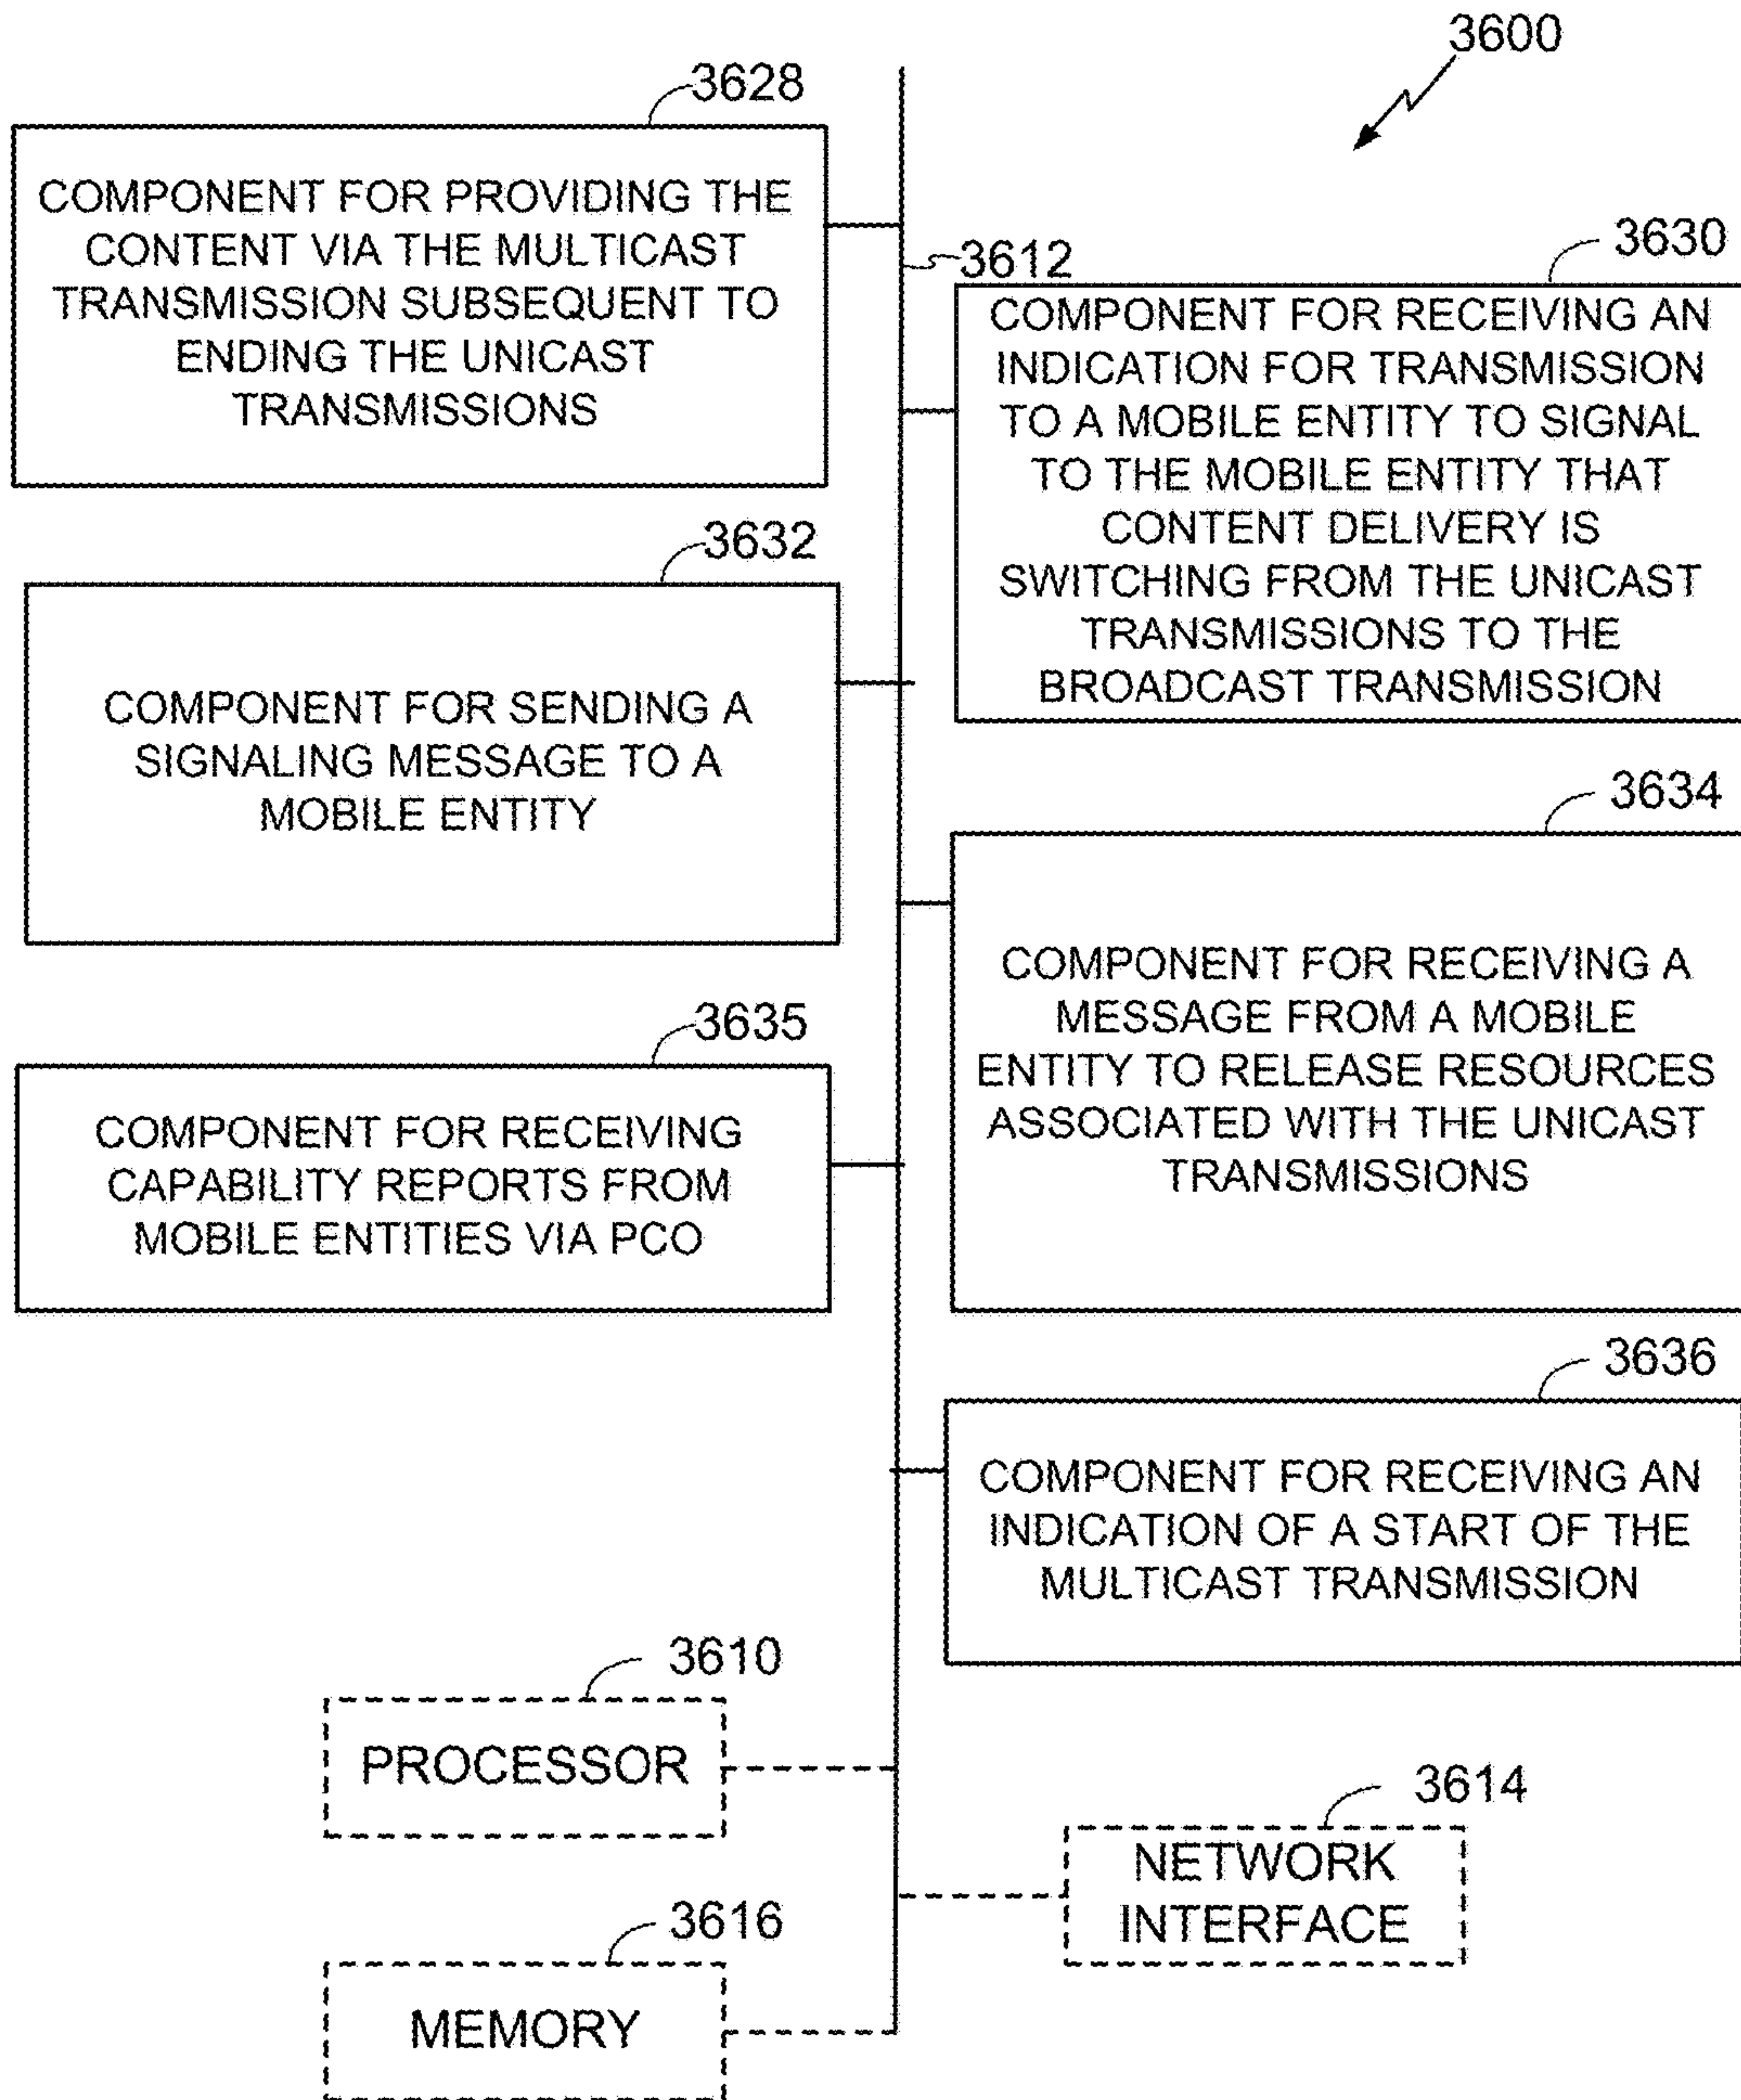 3600
3628
COMPONENT FOR PROVIDING THE
CONTENT VIA THE MULTICAST
TRANSMISSION SUBSEQUENT TO
ENDING THE UNICAST
TRANSMISSIONS
3612
3630
COMPONENT FOR RECEIVING AN
INDICATION FOR TRANSMISSION
TO A MOBILE ENTITY TO SIGNAL
TO THE MOBILE ENTITY THAT
CONTENT DELIVERY IS
SWITCHING FROM THE UNICAST
TRANSMISSIONS TO THE
BROADCAST TRANSMISSION
3632
COMPONENT FOR SENDING A
SIGNALING MESSAGE TO A
MOBILE ENTITY
3634
COMPONENT FOR RECEIVING A
MESSAGE FROM A MOBILE
ENTITY TO RELEASE RESOURCES
ASSOCIATED WITH THE UNICAST
TRANSMISSIONS
3635
COMPONENT FOR RECEIVING
CAPABILITY REPORTS FROM
MOBILE ENTITIES VIA PCO
3636
COMPONENT FOR RECEIVING AN
INDICATION OF A START OF THE
MULTICAST TRANSMISSION
3610
PROCESSOR
3614
NETWORK
INTERFACE
3616
MEMORY